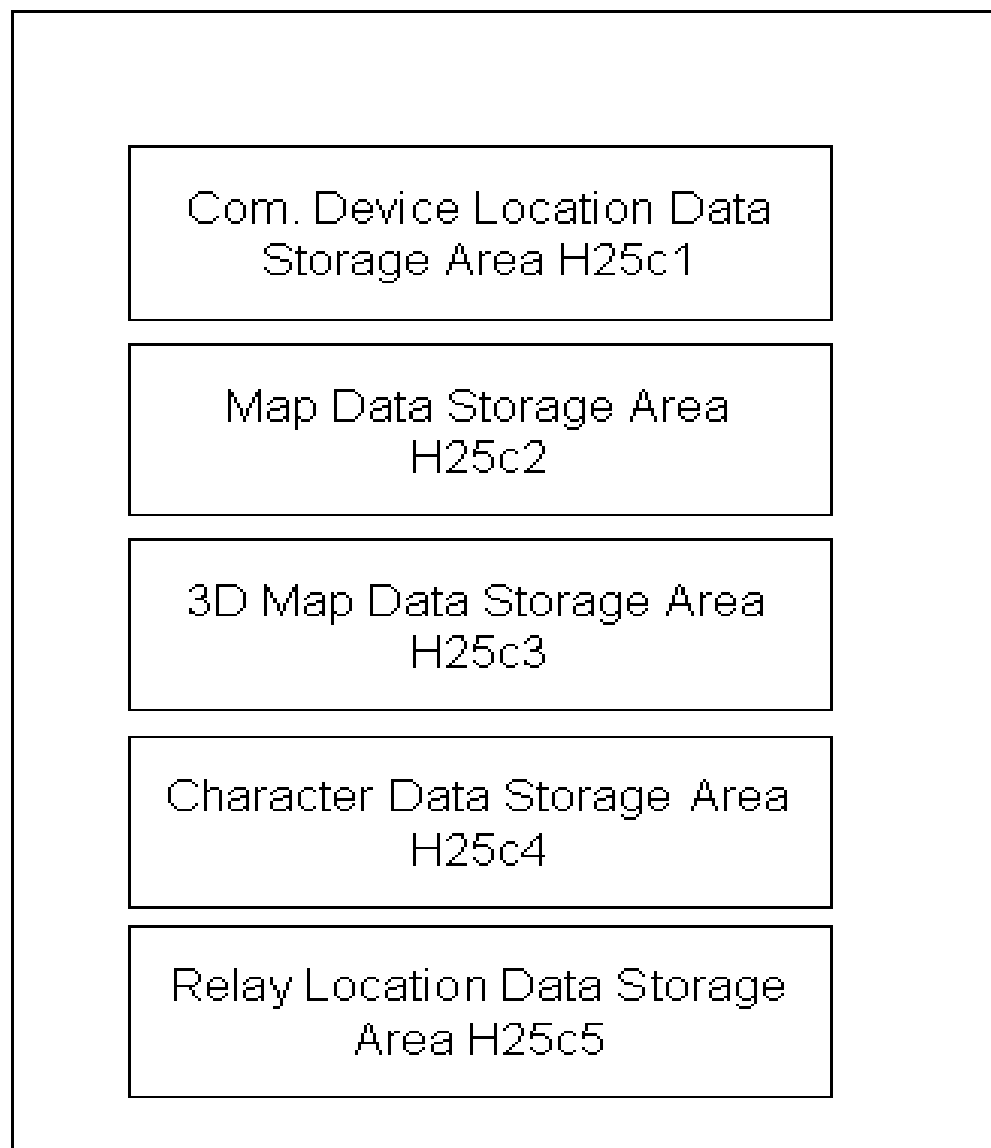 Com. Device Location Data
Storage Area H25c1
Map Data Storage Area
H25c2
3D Map Data Storage Area
H25c3
Character Data Storage Area
H25c4
Relay Location Data Storage
Area H25c5